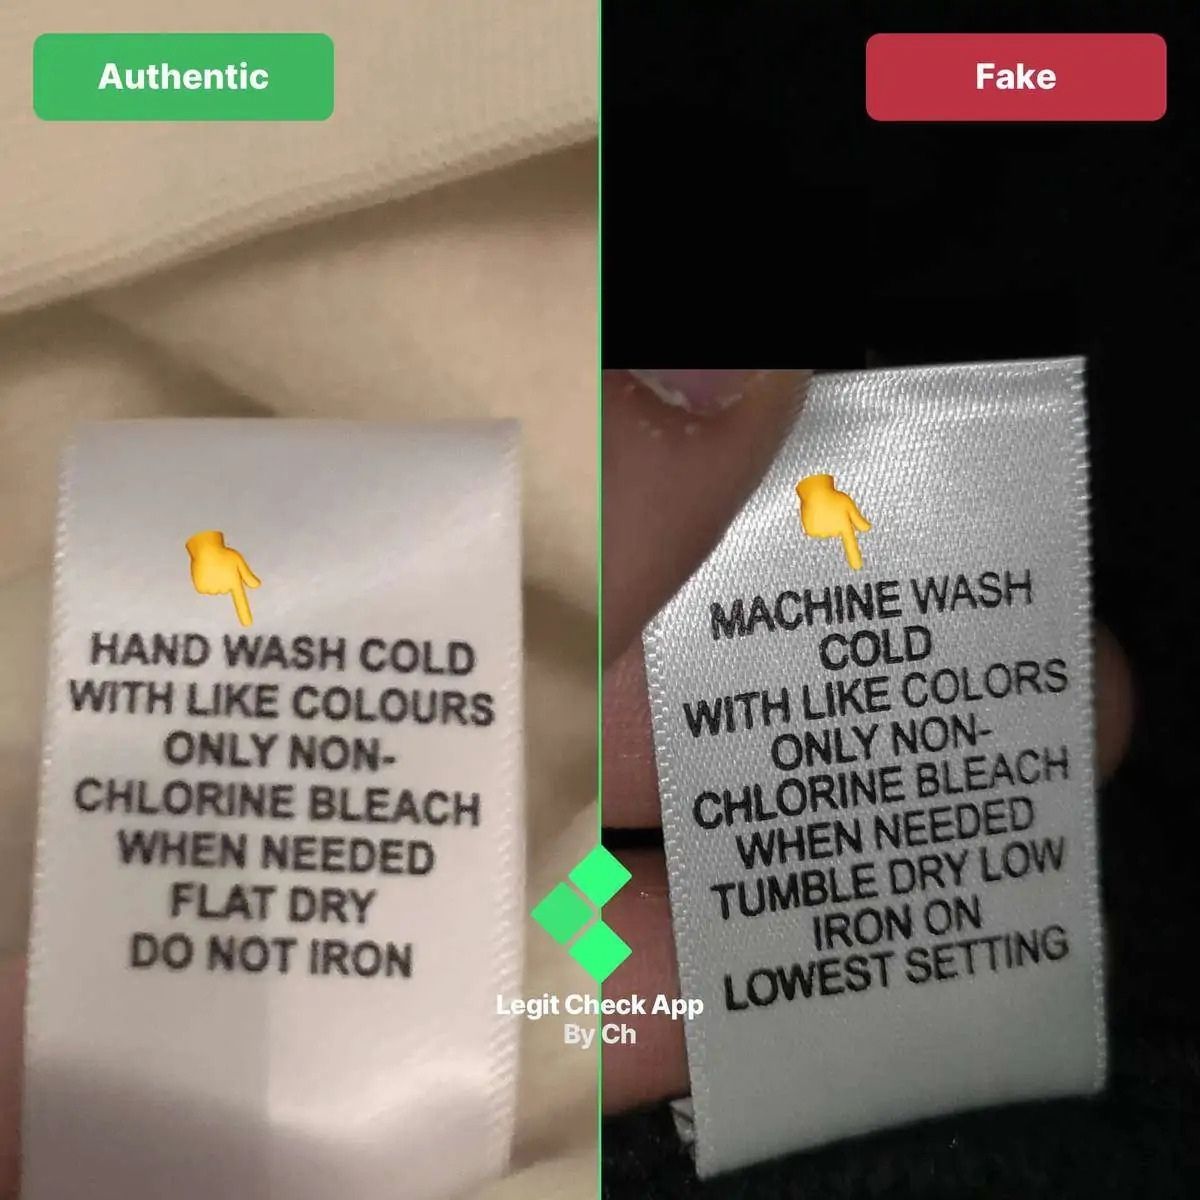 Authentic
HAND WASH COLD
WITH LIKE COLOURS
ONLY NON-
CHLORINE BLEACH
WHEN NEEDED
FLAT DRY
DO NOT IRON
Fake
MACHINE WASH
COLD
WITH LIKE COLORS
ONLY NON-
CHLORINE BLEACH
WHEN NEEDED
TUMBLE DRY LOW
IRON ON
LOWEST SETTING
Legit Check App
By Ch